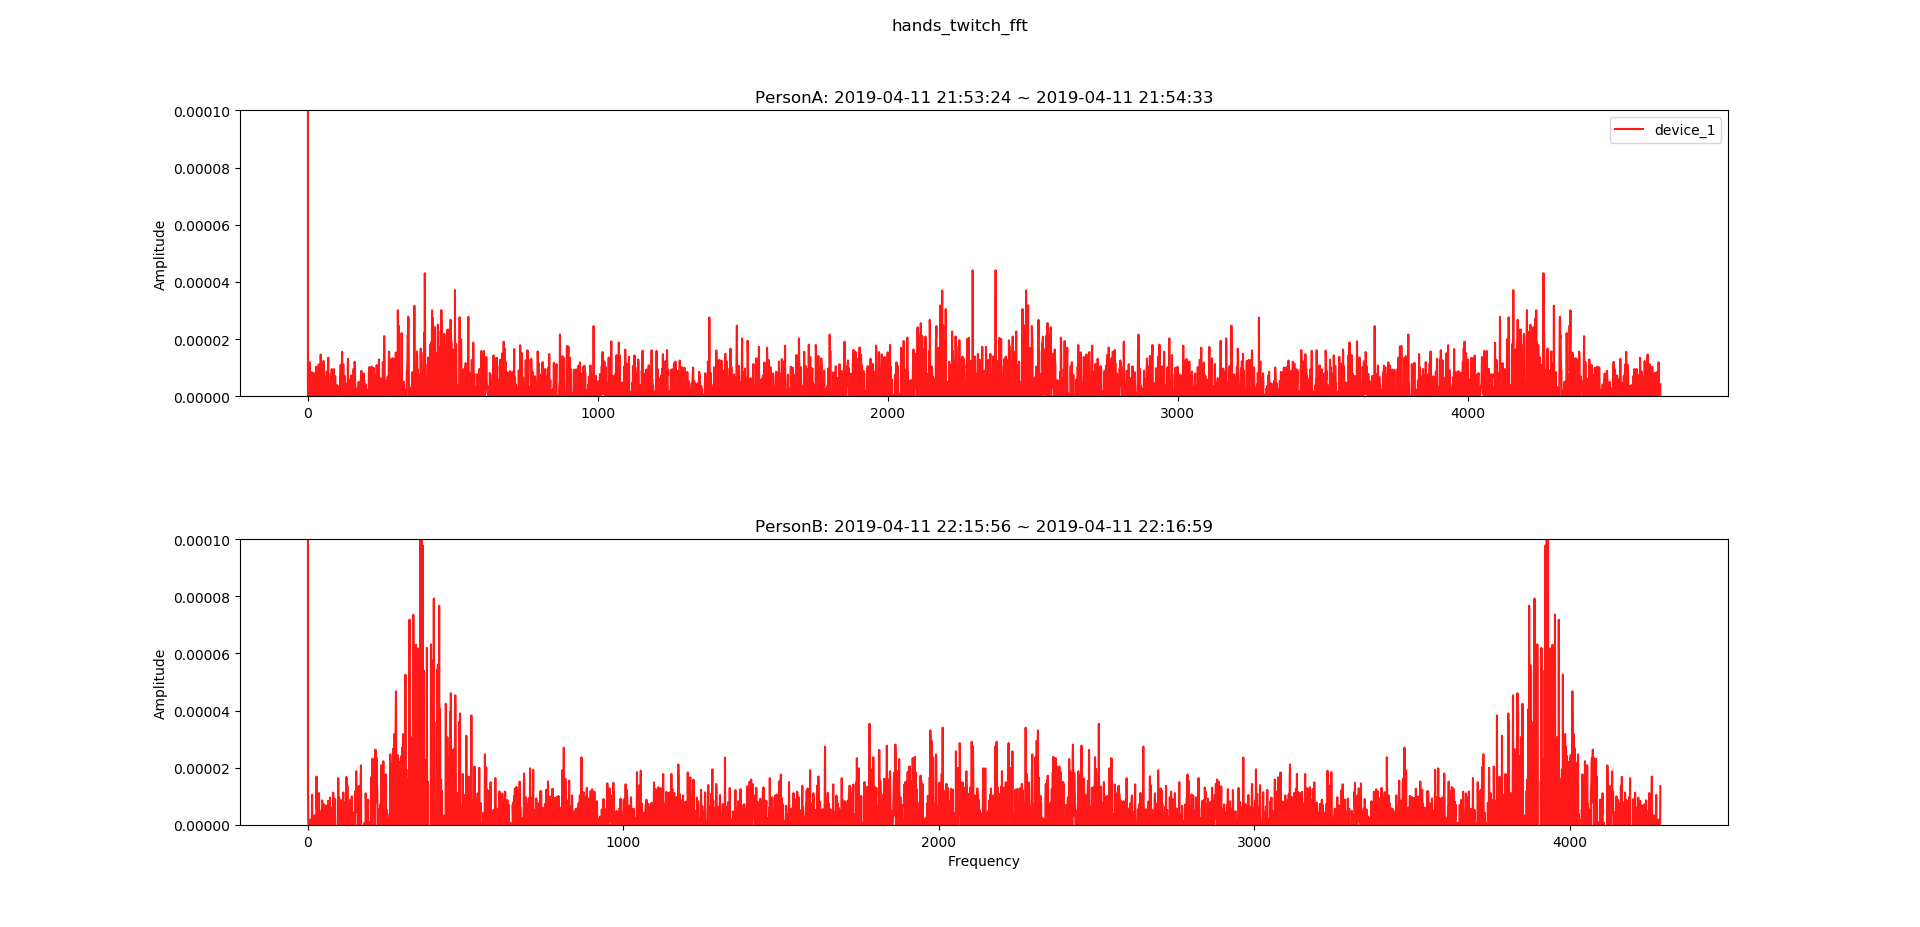 hands_twitch_fft
PersonA: 2019-04-11 21:53:24 ~ 2019-04-11 21:54:33
0.00010
0.00008
0.00006
0.00004
0.00002
0.00000
Amplitude
device_1
0 1000 2000 3000 4000
PersonB: 2019-04-11 22:15:56 ~ 2019-04-11 22:16:59
0.00010
0.00008
0.00006
0.00004
0.00002
0.00000
Amplitude
0 1000 2000 3000 4000
Frequency